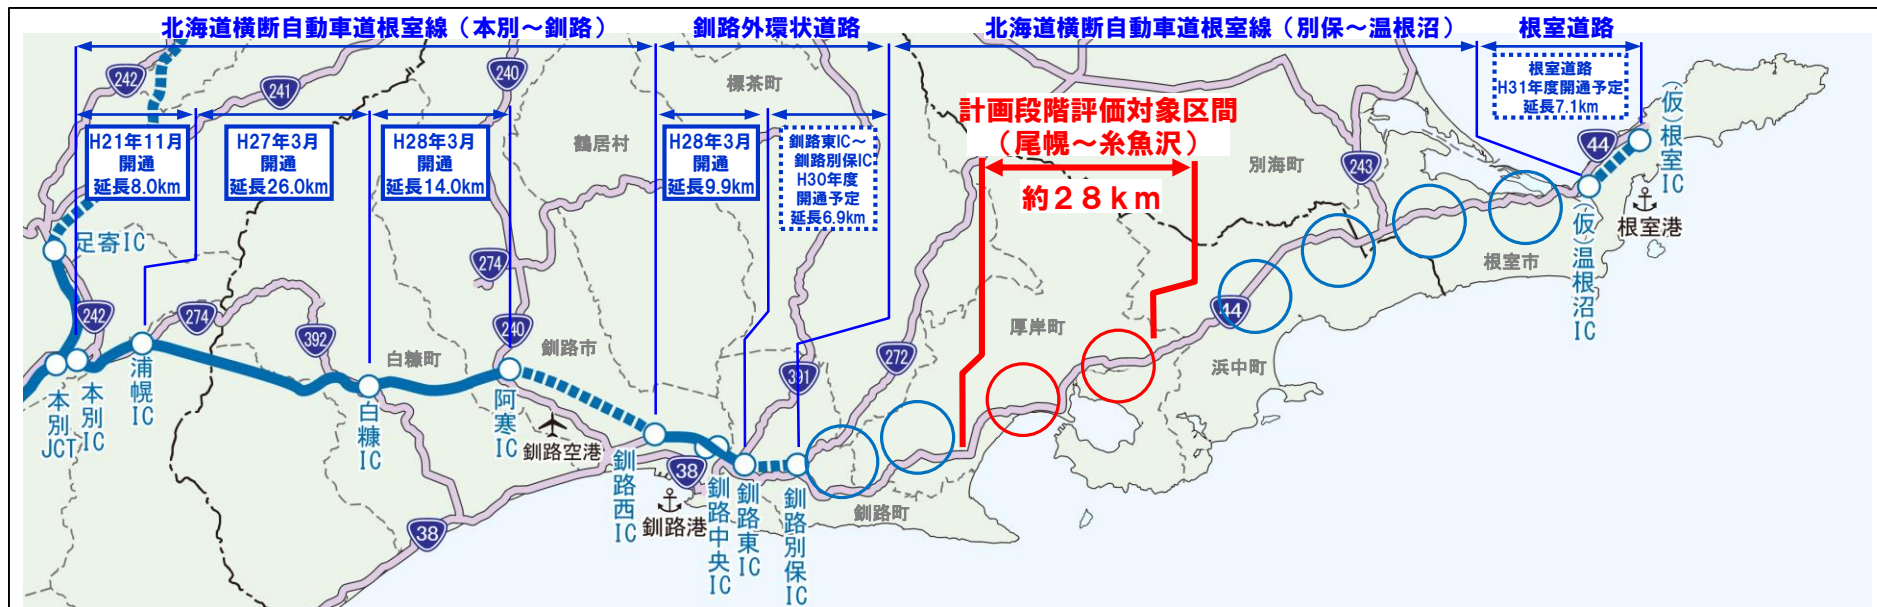 北海道横断自動車道根室線（本別～釧路）
釧路外環状道路
北海道横断自動車道根室線（別保～温根沼）
根室道路
H21年11月
開通
延長8.0km
H27年3月
開通
延長26.0km
H28年3月
開通
延長14.0km
H28年3月
開通
延長9.9km
釧路東IC～
釧路別保IC
H30年度
開通予定
延長6.9km
計画段階評価対象区間
（尾幌～糸魚沢）
約２８ｋｍ
根室道路
H31年度開通予定
延長7.1km
242
241
240
標茶町
鶴居村
別海町
243
44
(仮)根室IC
根室港
足寄IC
274
242
274
392
240
釧路市
白糠町
272
391
厚岸町
44
浜中町
根室市
(仮)温根沼IC
本別JCT
本別IC
浦幌IC
白糠IC
阿寒IC
釧路空港
釧路西IC
38
釧路港
釧路中央IC
釧路東IC
釧路別保IC
釧路町
38